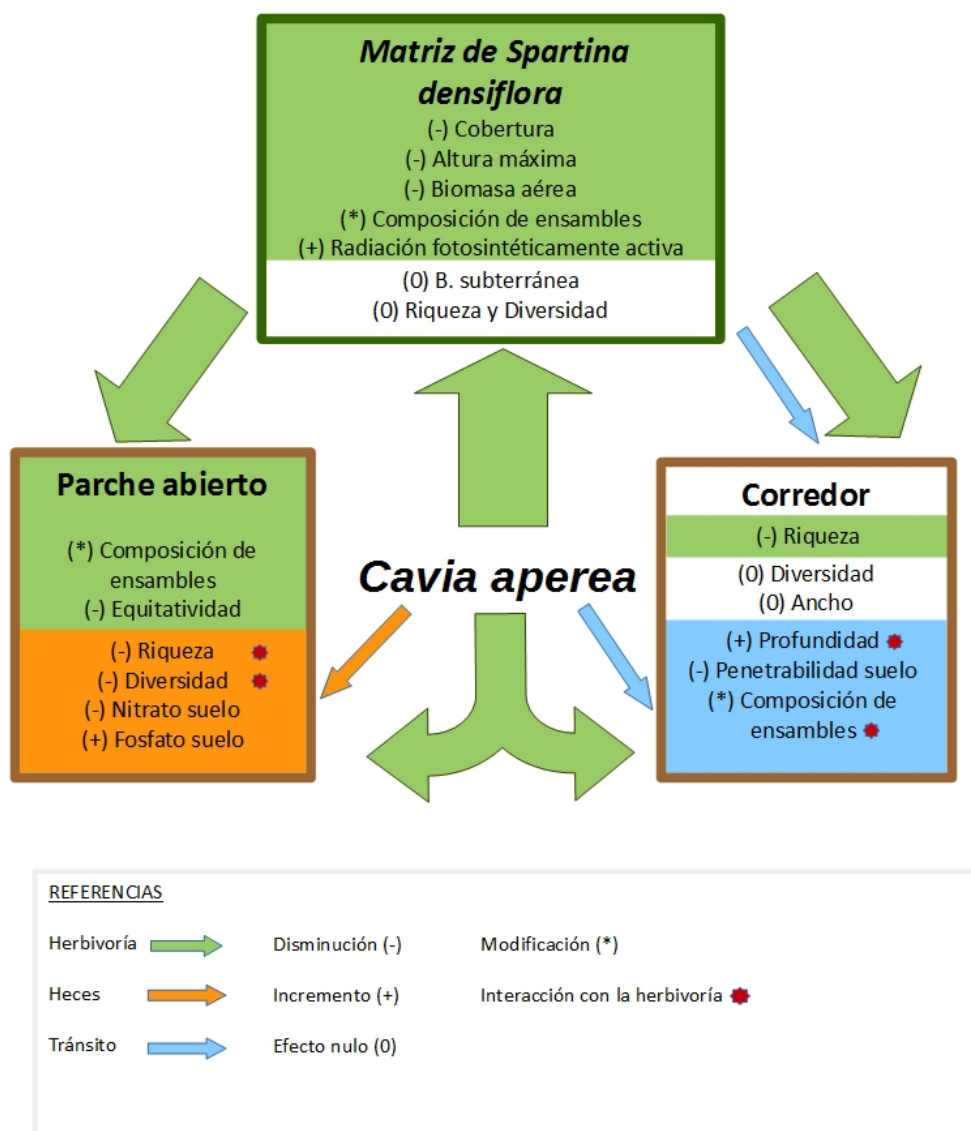 Matriz de Spartina
densiflora
(-) Cobertura
(-) Altura máxima
(-) Biomasa aérea
(*) Composición de ensambles
(+) Radiación fotosintéticamente activa
(0) B. subterránea
(0) Riqueza y Diversidad
Parche abierto
(*) Composición de
ensambles
(-) Equitatividad
(-) Riqueza
(-) Diversidad
(-) Nitrato suelo
(+) Fosfato suelo
Cavia aperea
Corredor
(-) Riqueza
(0) Diversidad
(0) Ancho
(+) Profundidad
(-) Penetrabilidad suelo
(*) Composición de
ensambles
REFERENCIAS
Herbivoría Disminución (-) Modificación (*)
Heces Incremento (+) Interacción con la herbivoría
Tránsito Efecto nulo (0)